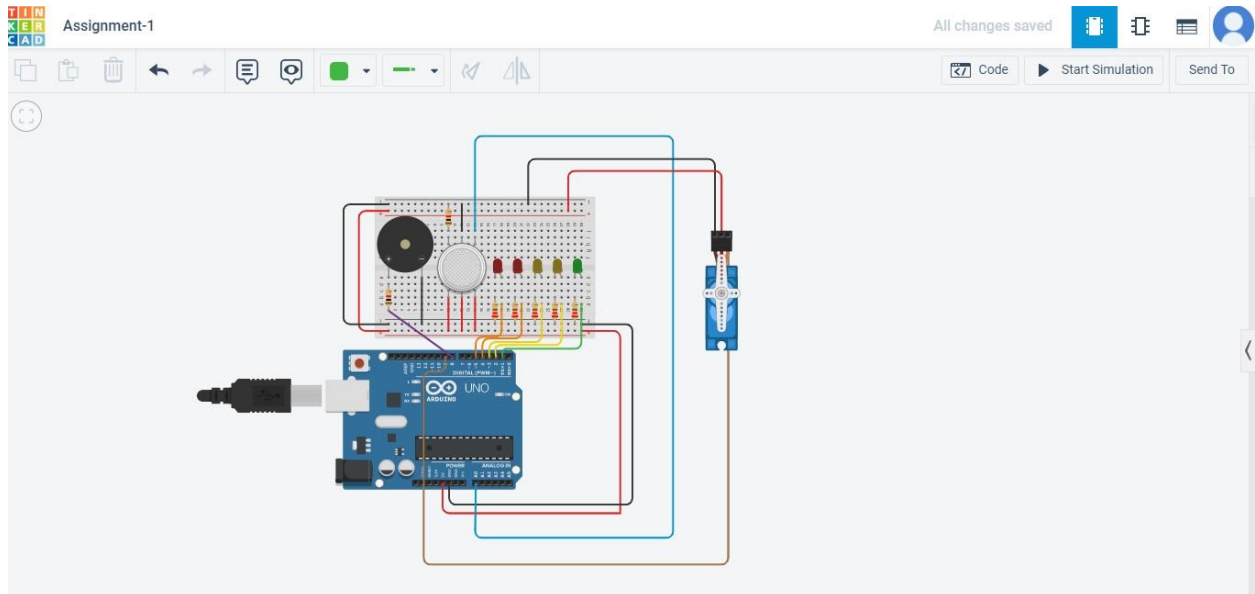 TIN
KER
CAD
Assignment-1
All changes saved
Code
Start Simulation
Send To
DIGITAL (PWM~)
UNO
ARDUINO
POWER
ANALOG IN